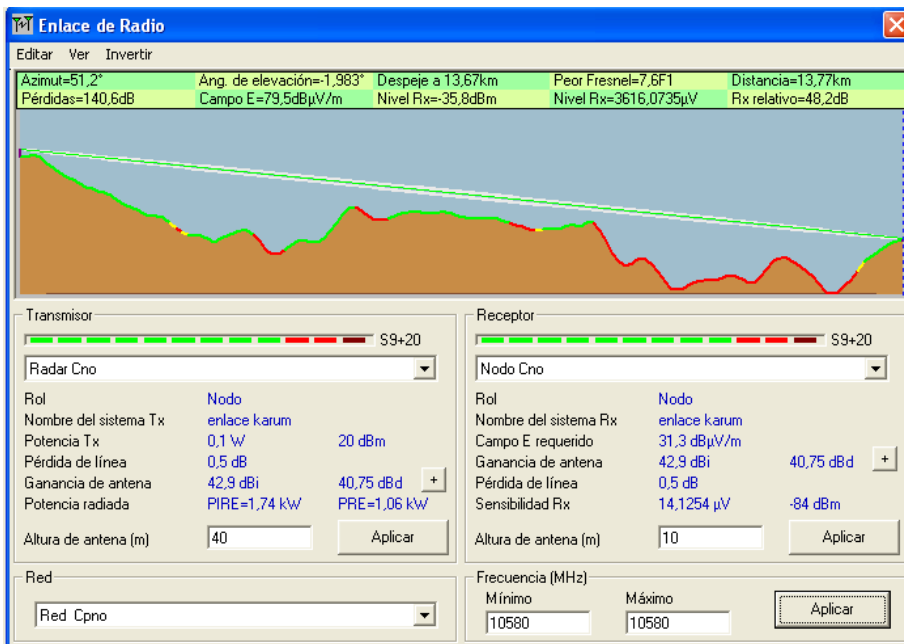 Enlace de Radio
Editar Ver Invertir
Azimut=51,2° Ang. de elevación=-1,983° Despeje a 13,67km Peor Fresnel=7,6F1 Distancia=13,77km
Pérdidas=140,6dB Campo E=79,5dBµV/m Nivel Rx=-35,8dBm Nivel Rx=3616,0735µV Rx relativo=48,2dB
Transmisor
S9+20
Radar Cno
Rol Nodo
Nombre del sistema Tx enlace karum
Potencia Tx 0,1 W 20 dBm
Pérdida de línea 0,5 dB
Ganancia de antena 42,9 dBi 40,75 dBd +
Potencia radiada PIRE=1,74 kW PRE=1,06 kW
Altura de antena (m) 40 Aplicar
Receptor
S9+20
Nodo Cno
Rol Nodo
Nombre del sistema Rx enlace karum
Campo E requerido 31,3 dBµV/m
Ganancia de antena 42,9 dBi 40,75 dBd +
Pérdida de línea 0,5 dB
Sensibilidad Rx 14,1254 µV -84 dBm
Altura de antena (m) 10 Aplicar
Red
Red Cpno
Frecuencia (MHz)
Mínimo Máximo
10580 10580 Aplicar